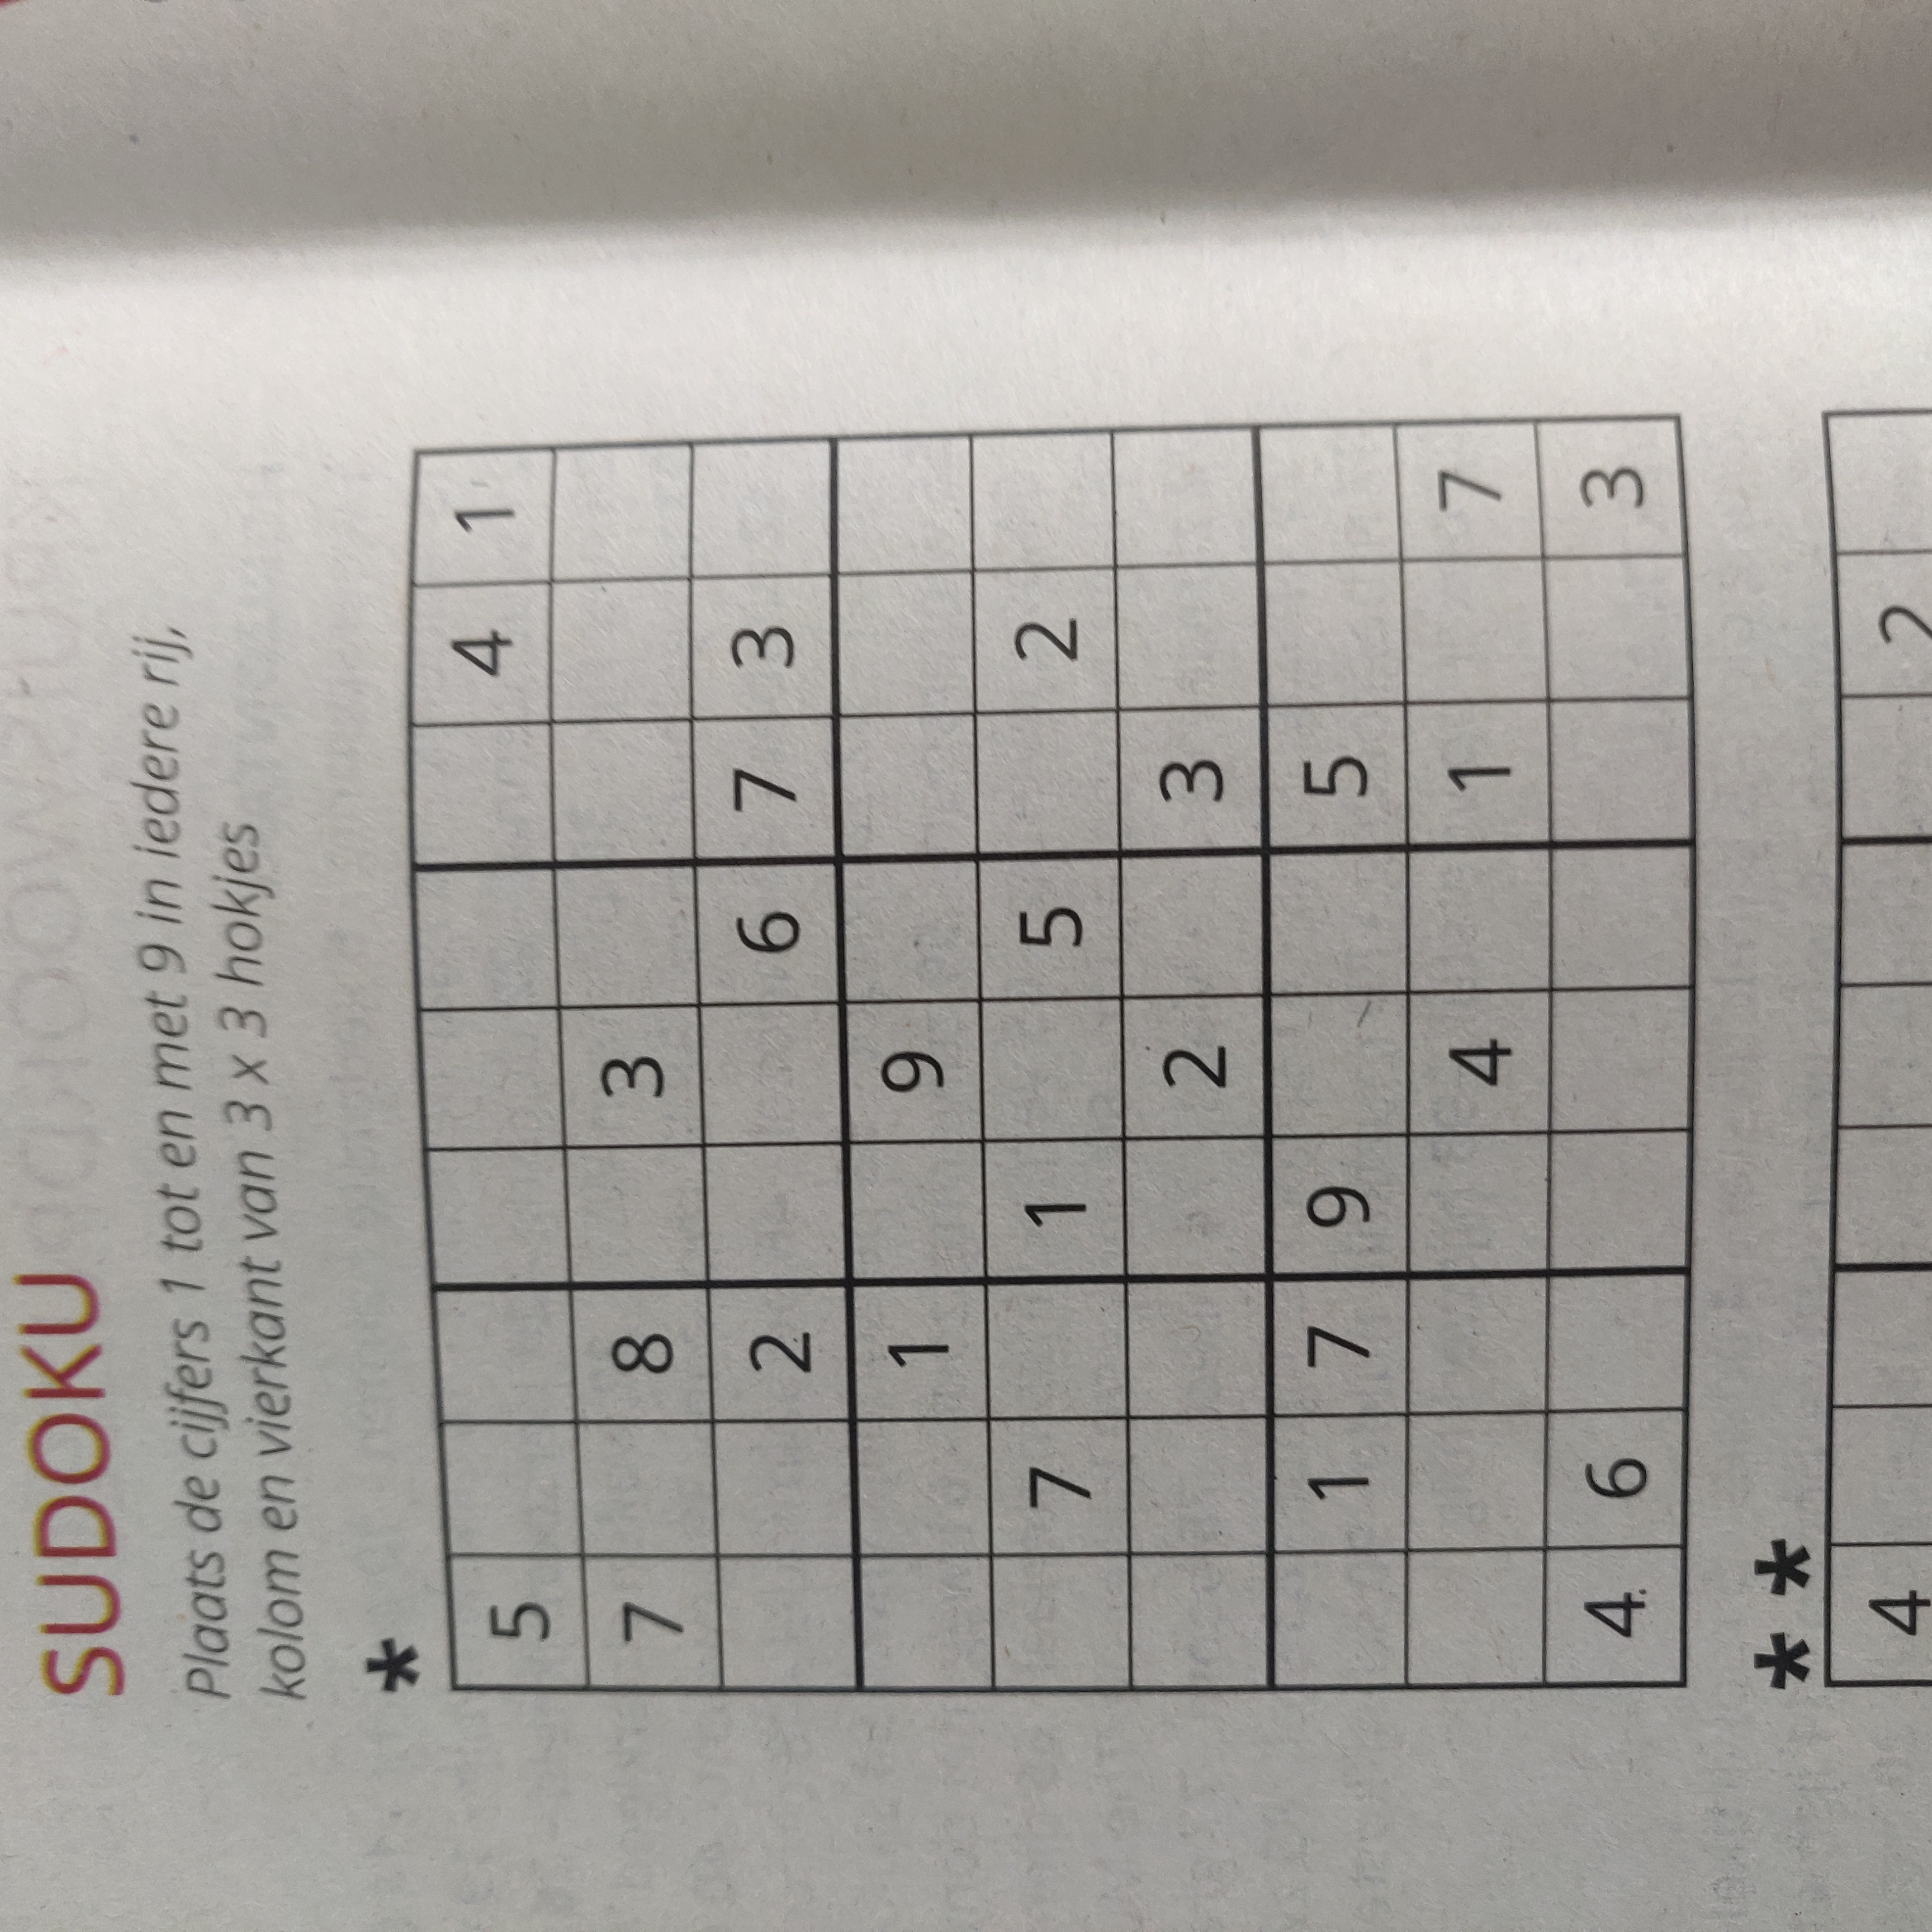 SUDOKU
Plaats de cijfers 1 tot en met 9 in iedere rij,
kolom en vierkant van 3 x 3 hokjes
*
5 4 1
7 8 3
2 6 7 3
1 9
7 1 5 2
2 3
1 7 9 5
4 1 7
4 6 3
* *
4 2